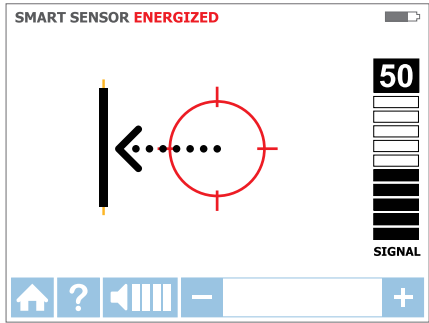 SMART SENSOR ENERGIZED
50
SIGNAL
?
−
+